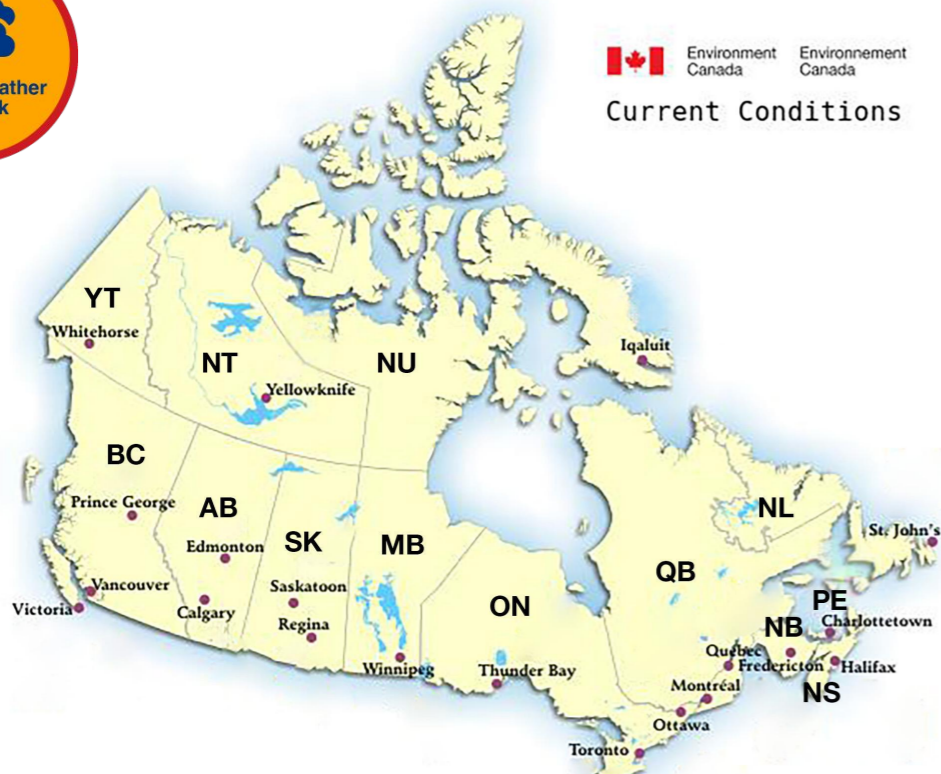 Environment
Canada
Environnement
Canada
Current Conditions
YT
Whitehorse
NT
NU
Iqaluit
Yellowknife
BC
Prince George
AB
Edmonton
SK
MB
Saskatoon
Calgary
Regina
Vancouver
Victoria
Winnipeg
ON
Thunder Bay
QB
NL
St. John's
PE
Charlottetown
NB
Québec
Fredericton
Halifax
NS
Montréal
Ottawa
Toronto